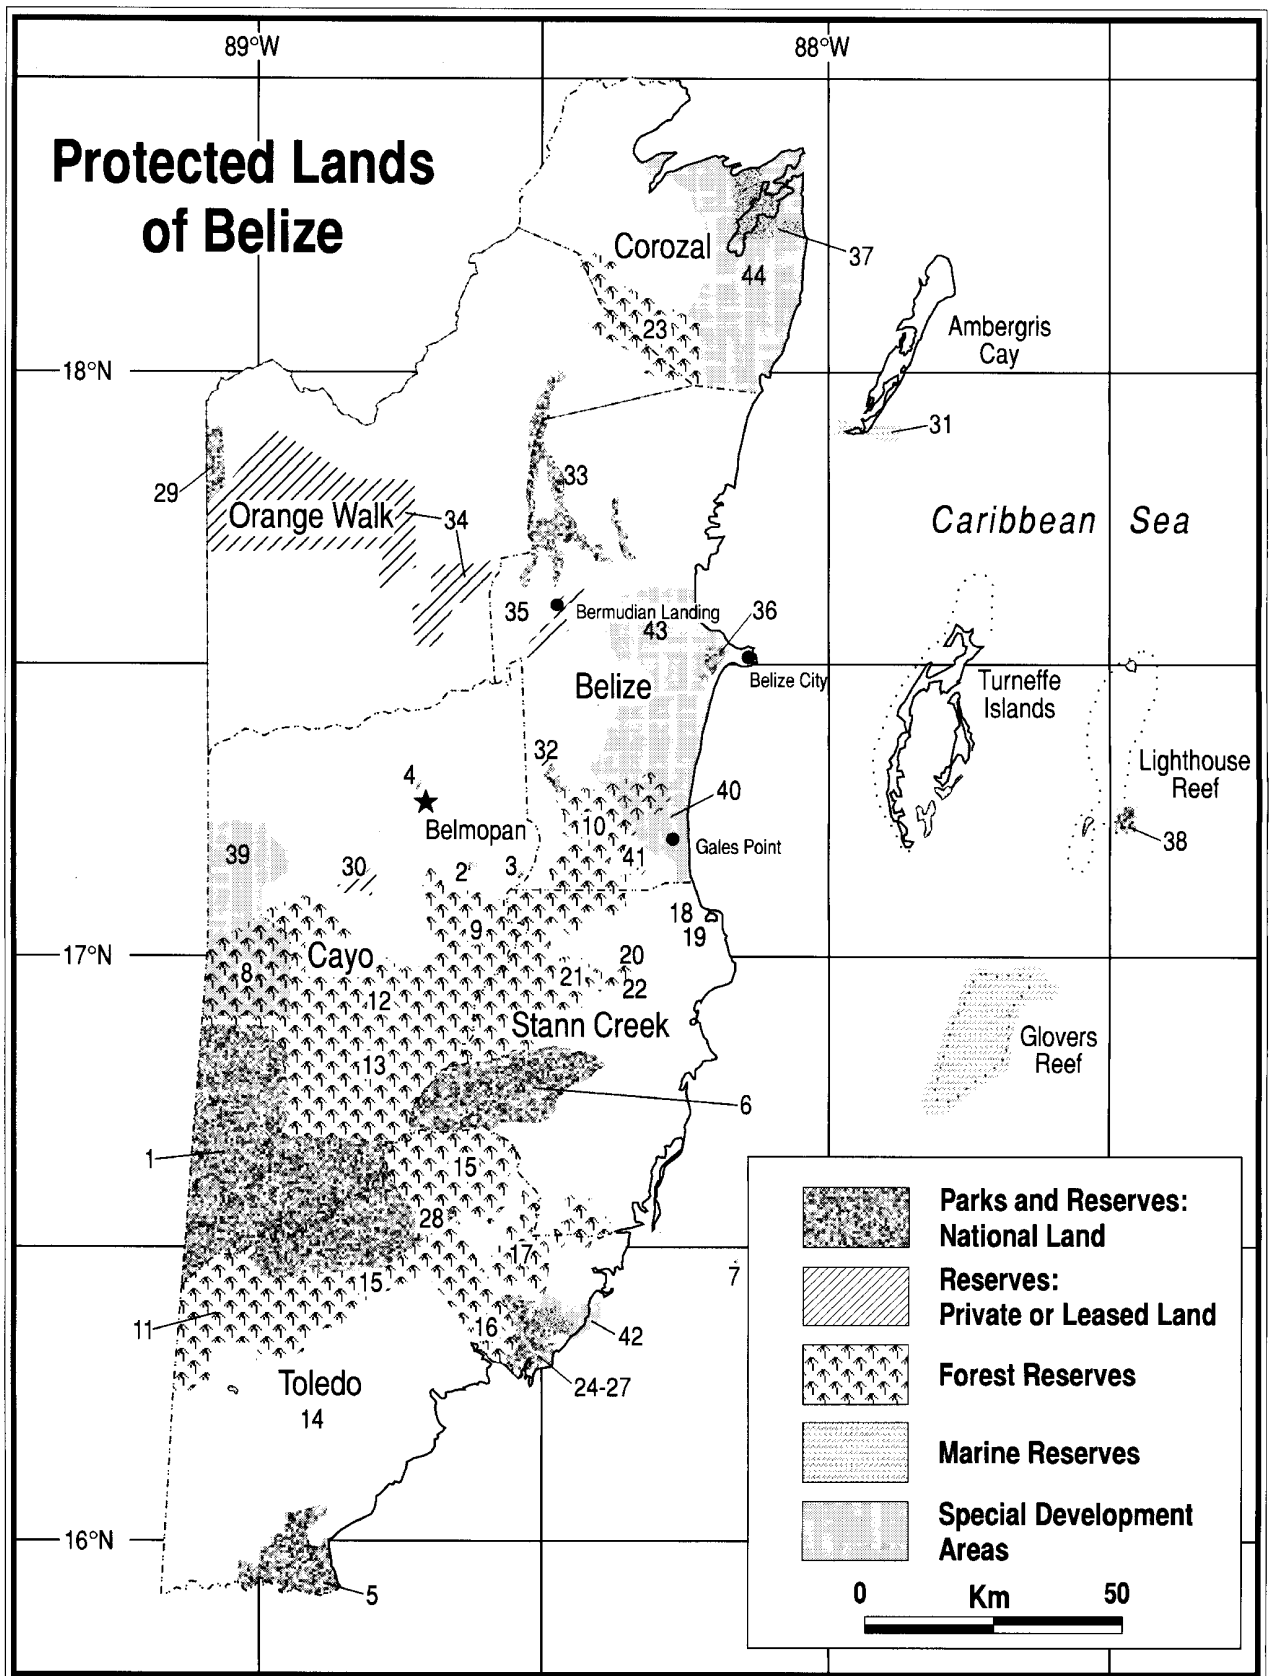 89°W
88°W
Protected Lands
of Belize
Corozal
37
44
23
Ambergris
Cay
18°N
31
33
29
Orange Walk
34
Caribbean Sea
35
Bermudian Landing
36
43
Belize
Belize City
Turneffe
Islands
32
4
Lighthouse
Reef
40
Belmopan
10
Gales Point
38
39
30
2
3
41
18
9
19
17°N
Cayo
20
8
21
12
22
Stann Creek
13
Glovers
Reef
6
1
15
28
17
7
15
11
16
42
24-27
Toledo
14
16°N
5
Parks and Reserves:
National Land
Reserves:
Private or Leased Land
Forest Reserves
Marine Reserves
Special Development
Areas
0 Km 50